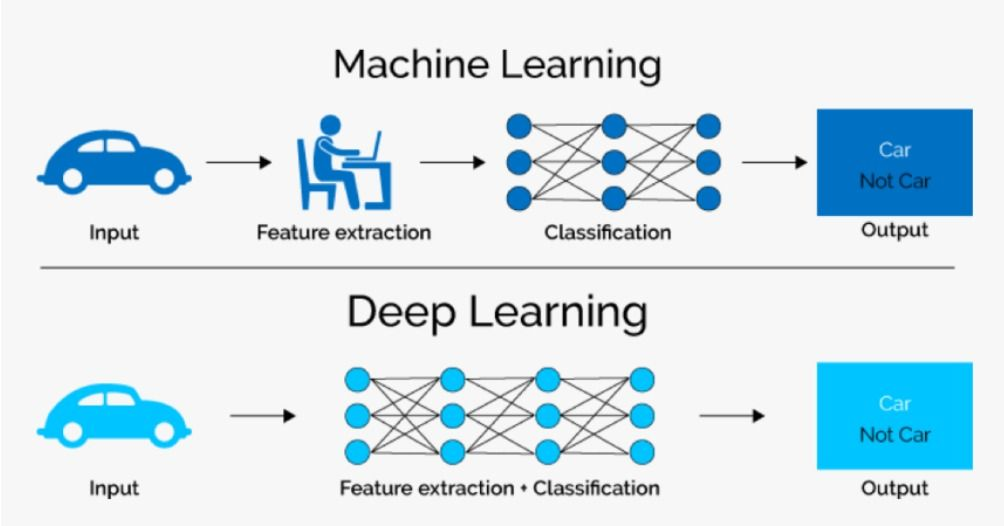 Machine Learning
Car
Not Car
Input
Feature extraction
Classification
Output
Deep Learning
Car
Not Car
Input
Feature extraction + Classification
Output